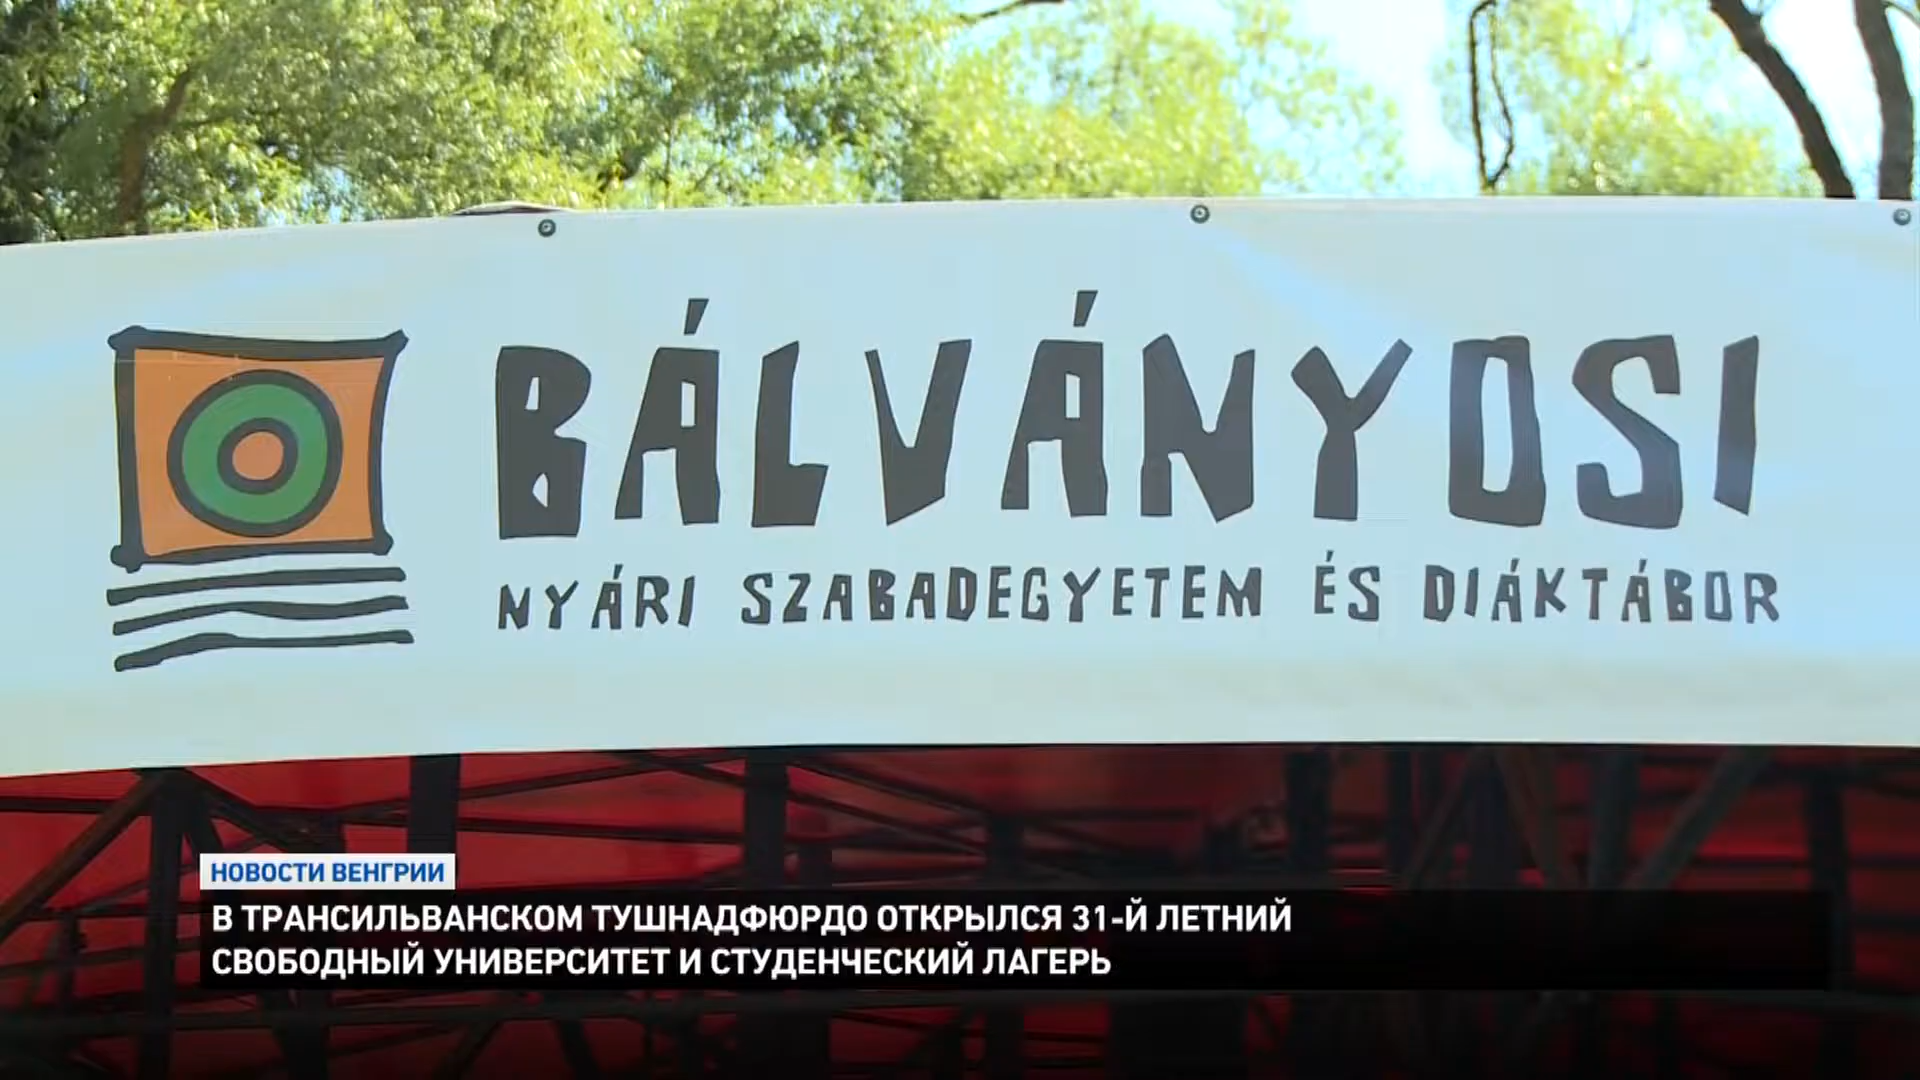 BÁLVÁNYOSI
NYÁRI SZABADEGYETEM ÉS DIÁKTÁBOR
НОВОСТИ ВЕНГРИИ
В ТРАНСИЛЬВАНСКОМ ТУШНАДФЮРДО ОТКРЫЛСЯ 31-Й ЛЕТНИЙ
СВОБОДНЫЙ УНИВЕРСИТЕТ И СТУДЕНЧЕСКИЙ ЛАГЕРЬ